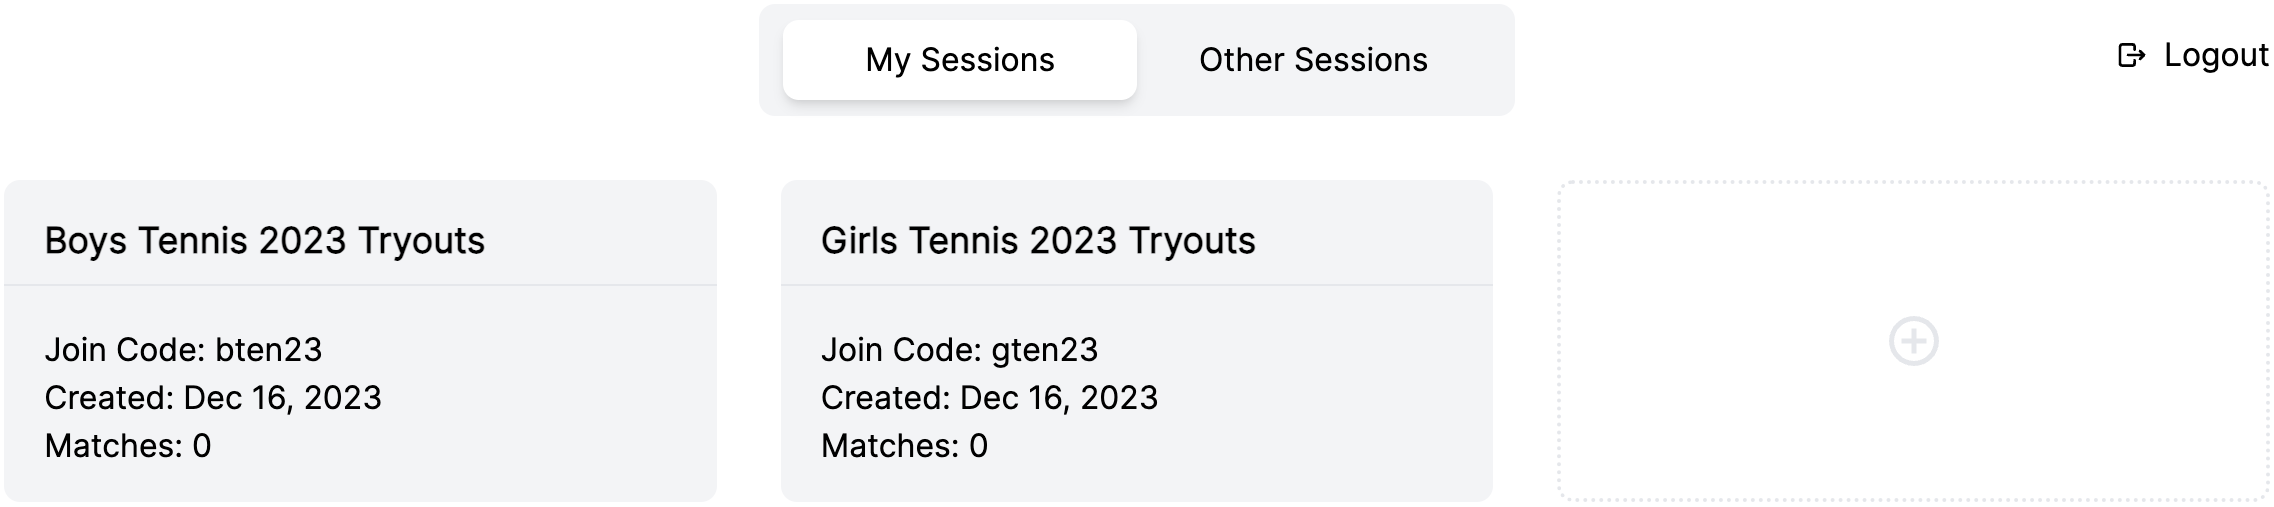 My Sessions
Other Sessions
Logout
Boys Tennis 2023 Tryouts
Join Code: bten23
Created: Dec 16, 2023
Matches: 0
Girls Tennis 2023 Tryouts
Join Code: gten23
Created: Dec 16, 2023
Matches: 0